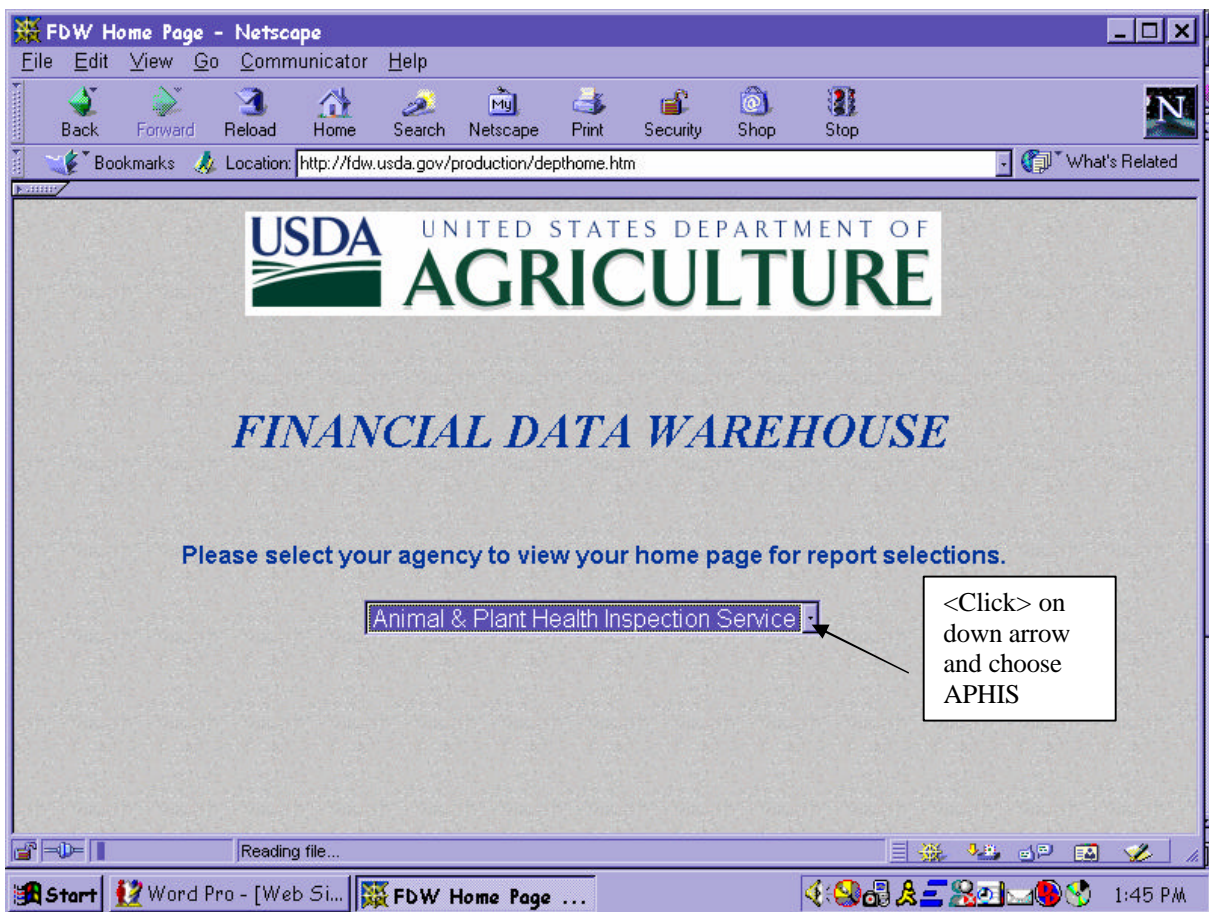 FDW Home Page - Netscape
File Edit View Go Communicator Help
My
N
Back Forward Reload Home Search Netscape Print Security Shop Stop
Bookmarks Location: http://fdw.usda.gov/production/depthome.htm What's Related
USDA UNITED STATES DEPARTMENT OF
AGRICULTURE
FINANCIAL DATA WAREHOUSE
Please select your agency to view your home page for report selections.
Animal & Plant Health Inspection Service
<Click> on
down arrow
and choose
APHIS
Reading file...
Start Word Pro - [Web Si... FDW Home Page ... 1:45 PM